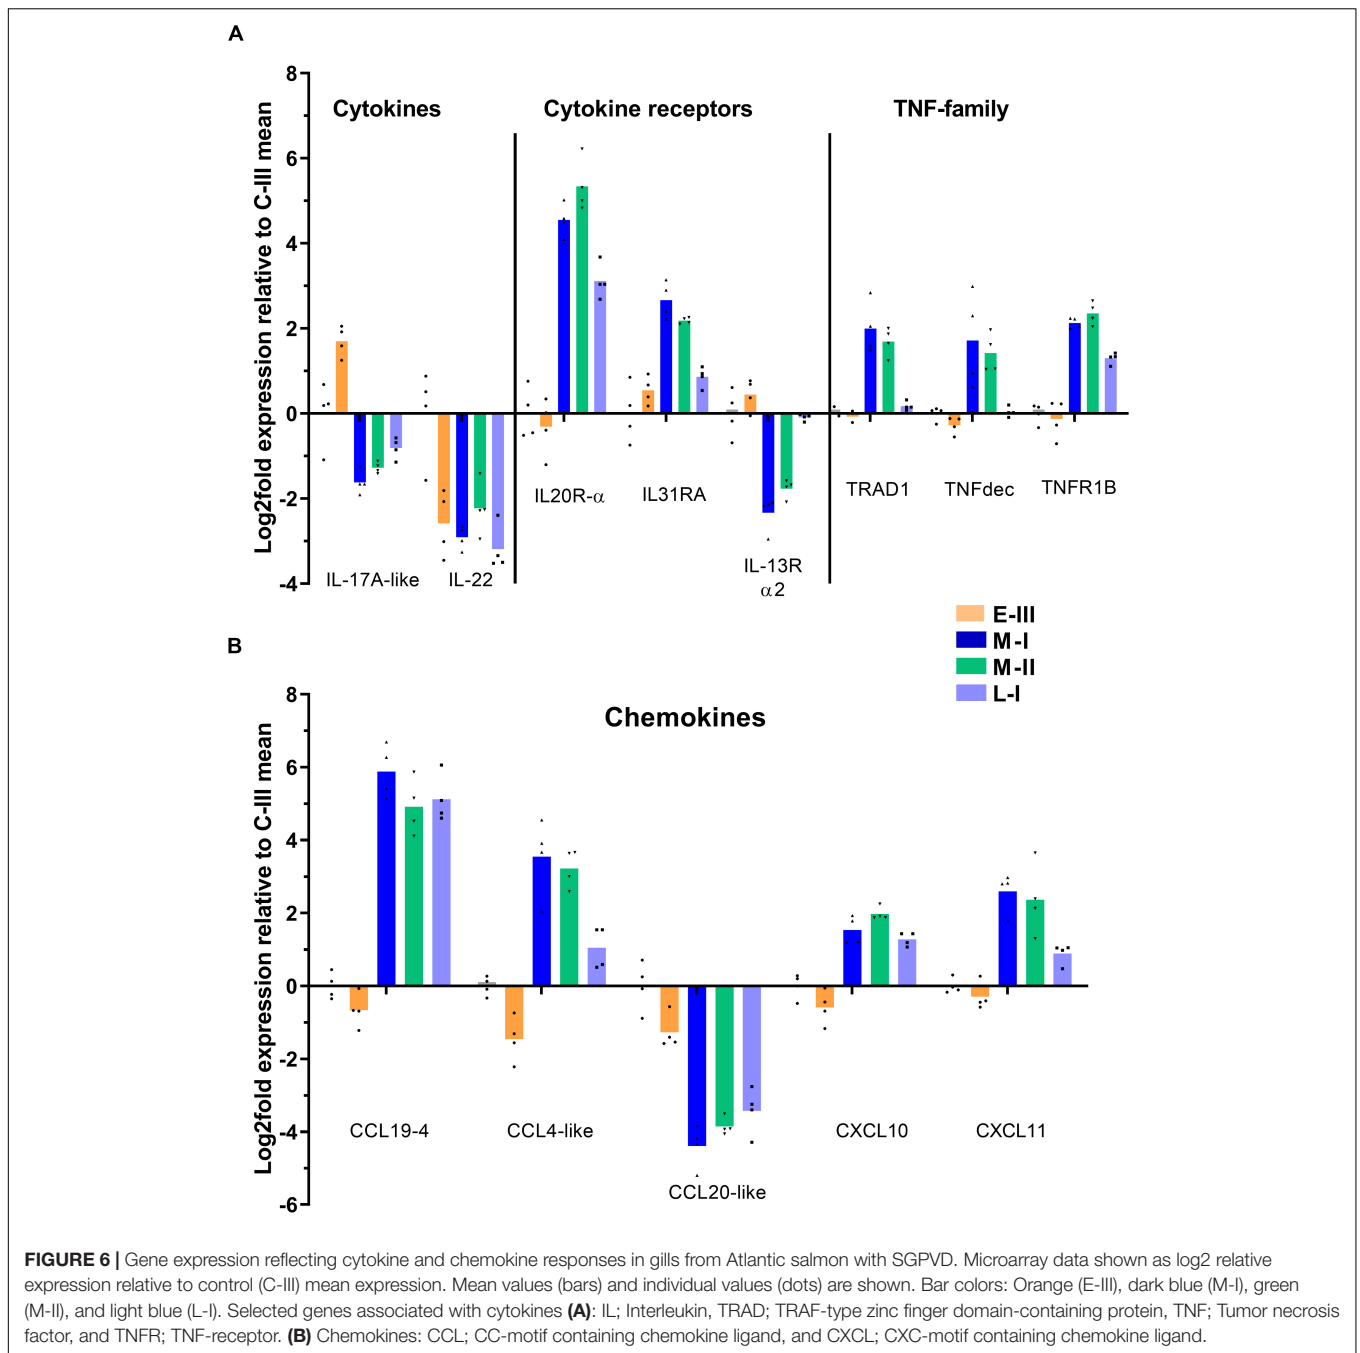 A
8
6
4
2
0
-2
-4
Log2fold expression relative to C-III mean
Cytokines
Cytokine receptors
TNF-family
IL-17A-like
IL-22
IL20R-α
IL31RA
IL-13R
α2
TRAD1
TNFdec
TNFR1B
E-III
M-I
M-II
L-I
B
8
6
4
2
0
-2
-4
-6
Log2fold expression relative to C-III mean
Chemokines
CCL19-4
CCL4-like
CCL20-like
CXCL10
CXCL11
FIGURE 6 | Gene expression reflecting cytokine and chemokine responses in gills from Atlantic salmon with SGPVD. Microarray data shown as log2 relative
expression relative to control (C-III) mean expression. Mean values (bars) and individual values (dots) are shown. Bar colors: Orange (E-III), dark blue (M-I), green
(M-II), and light blue (L-I). Selected genes associated with cytokines (A): IL; Interleukin, TRAD; TRAF-type zinc finger domain-containing protein, TNF; Tumor necrosis
factor, and TNFR; TNF-receptor. (B) Chemokines: CCL; CC-motif containing chemokine ligand, and CXCL; CXC-motif containing chemokine ligand.